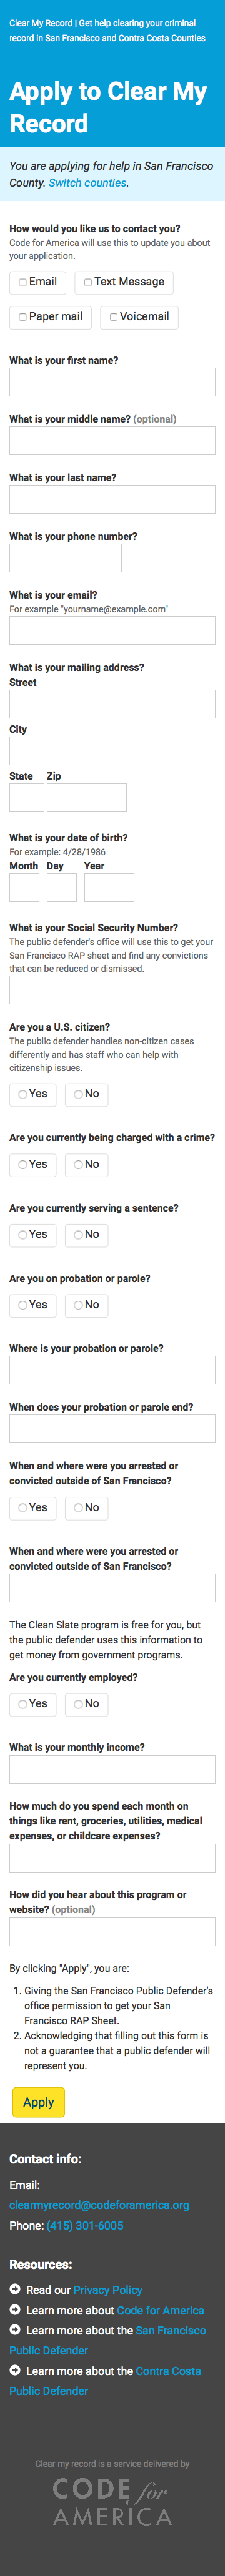 Clear My Record | Get help clearing your criminal
record in San Francisco and Contra Costa Counties
Apply to Clear My
Record
You are applying for help in San Francisco
County. Switch counties.
How would you like us to contact you?
Code for America will use this to update you about
your application.
Email Text Message
Paper mail Voicemail
What is your first name?
What is your middle name? (optional)
What is your last name?
What is your phone number?
What is your email?
For example "yourname@example.com"
What is your mailing address?
Street
City
State Zip
What is your date of birth?
For example: 4/28/1986
Month Day Year
What is your Social Security Number?
The public defender's office will use this to get your
San Francisco RAP sheet and find any convictions
that can be reduced or dismissed.
Are you a U.S. citizen?
The public defender handles non-citizen cases
differently and has staff who can help with
citizenship issues.
Yes No
Are you currently being charged with a crime?
Yes No
Are you currently serving a sentence?
Yes No
Are you on probation or parole?
Yes No
Where is your probation or parole?
When does your probation or parole end?
When and where were you arrested or
convicted outside of San Francisco?
Yes No
When and where were you arrested or
convicted outside of San Francisco?
The Clean Slate program is free for you, but
the public defender uses this information to
get money from government programs.
Are you currently employed?
Yes No
What is your monthly income?
How much do you spend each month on
things like rent, groceries, utilities, medical
expenses, or childcare expenses?
How did you hear about this program or
website? (optional)
By clicking "Apply", you are:
1. Giving the San Francisco Public Defender's
office permission to get your San
Francisco RAP Sheet.
2. Acknowledging that filling out this form is
not a guarantee that a public defender will
represent you.
Apply
Contact info:
Email:
clearmyrecord@codeforamerica.org
Phone: (415) 301-6005
Resources:
Read our Privacy Policy
Learn more about Code for America
Learn more about the San Francisco
Public Defender
Learn more about the Contra Costa
Public Defender
Clear my record is a service delivered by
CODE for
AMERICA